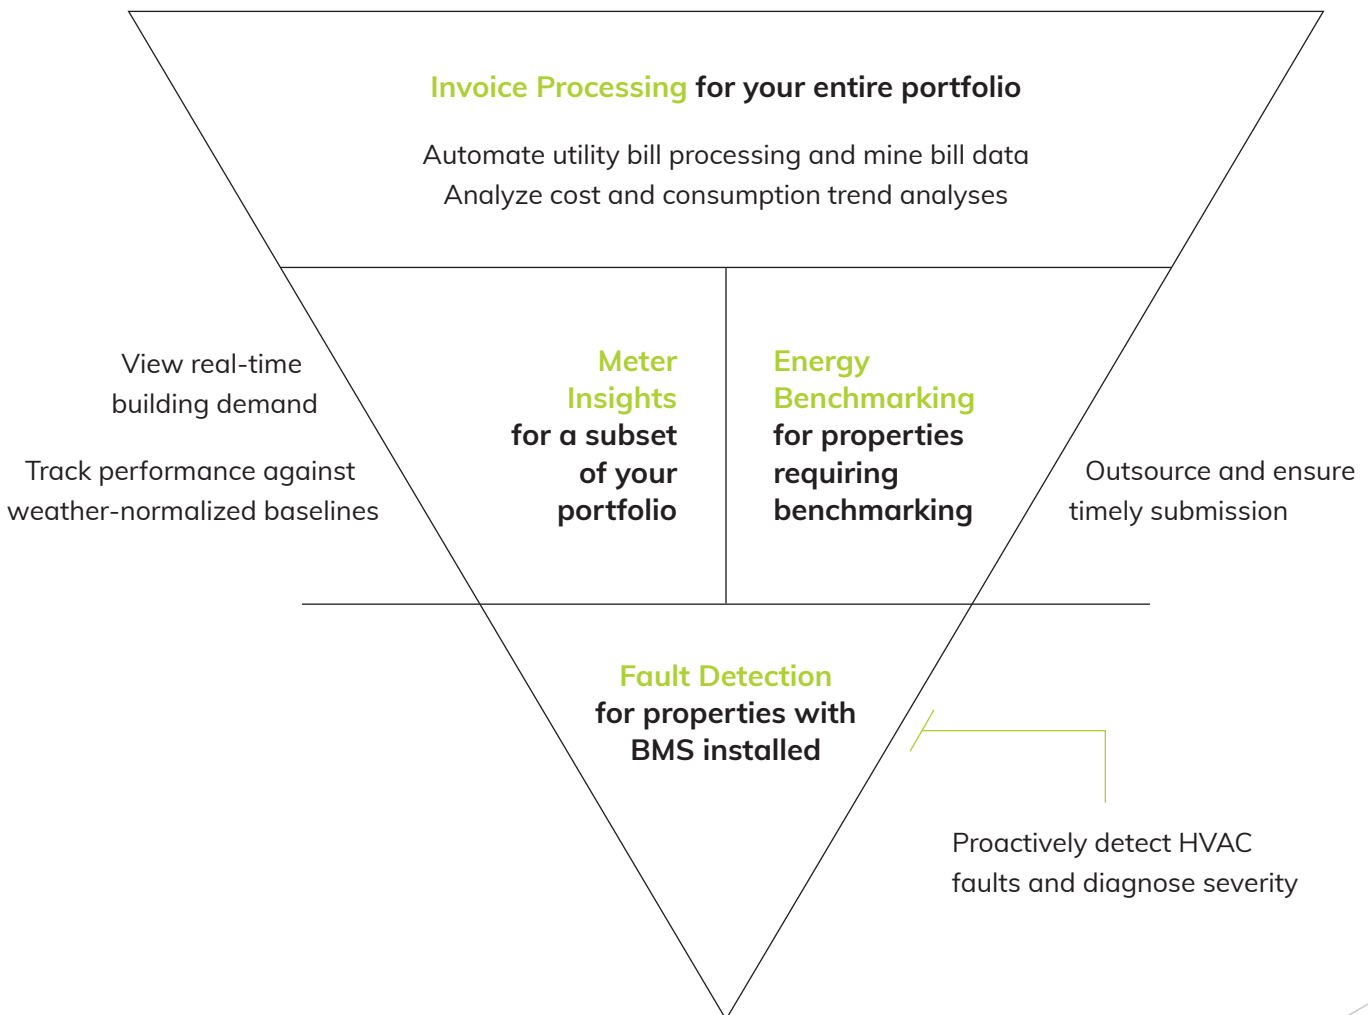 Invoice Processing for your entire portfolio
Automate utility bill processing and mine bill data
Analyze cost and consumption trend analyses
View real-time
building demand
Track performance against
weather-normalized baselines
Meter
Insights
for a subset
of your
portfolio
Energy
Benchmarking
for properties
requiring
benchmarking
Outsource and ensure
timely submission
Fault Detection
for properties with
BMS installed
Proactively detect HVAC
faults and diagnose severity